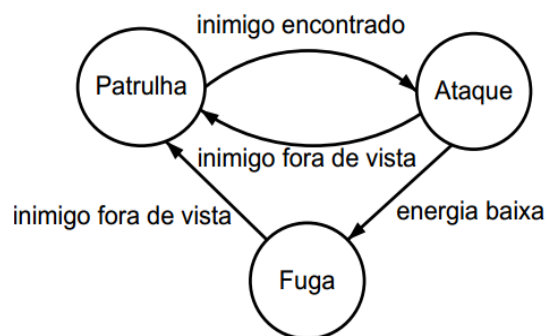 inimigo encontrado
Patrulha
Ataque
inimigo fora de vista
inimigo fora de vista
energia baixa
Fuga